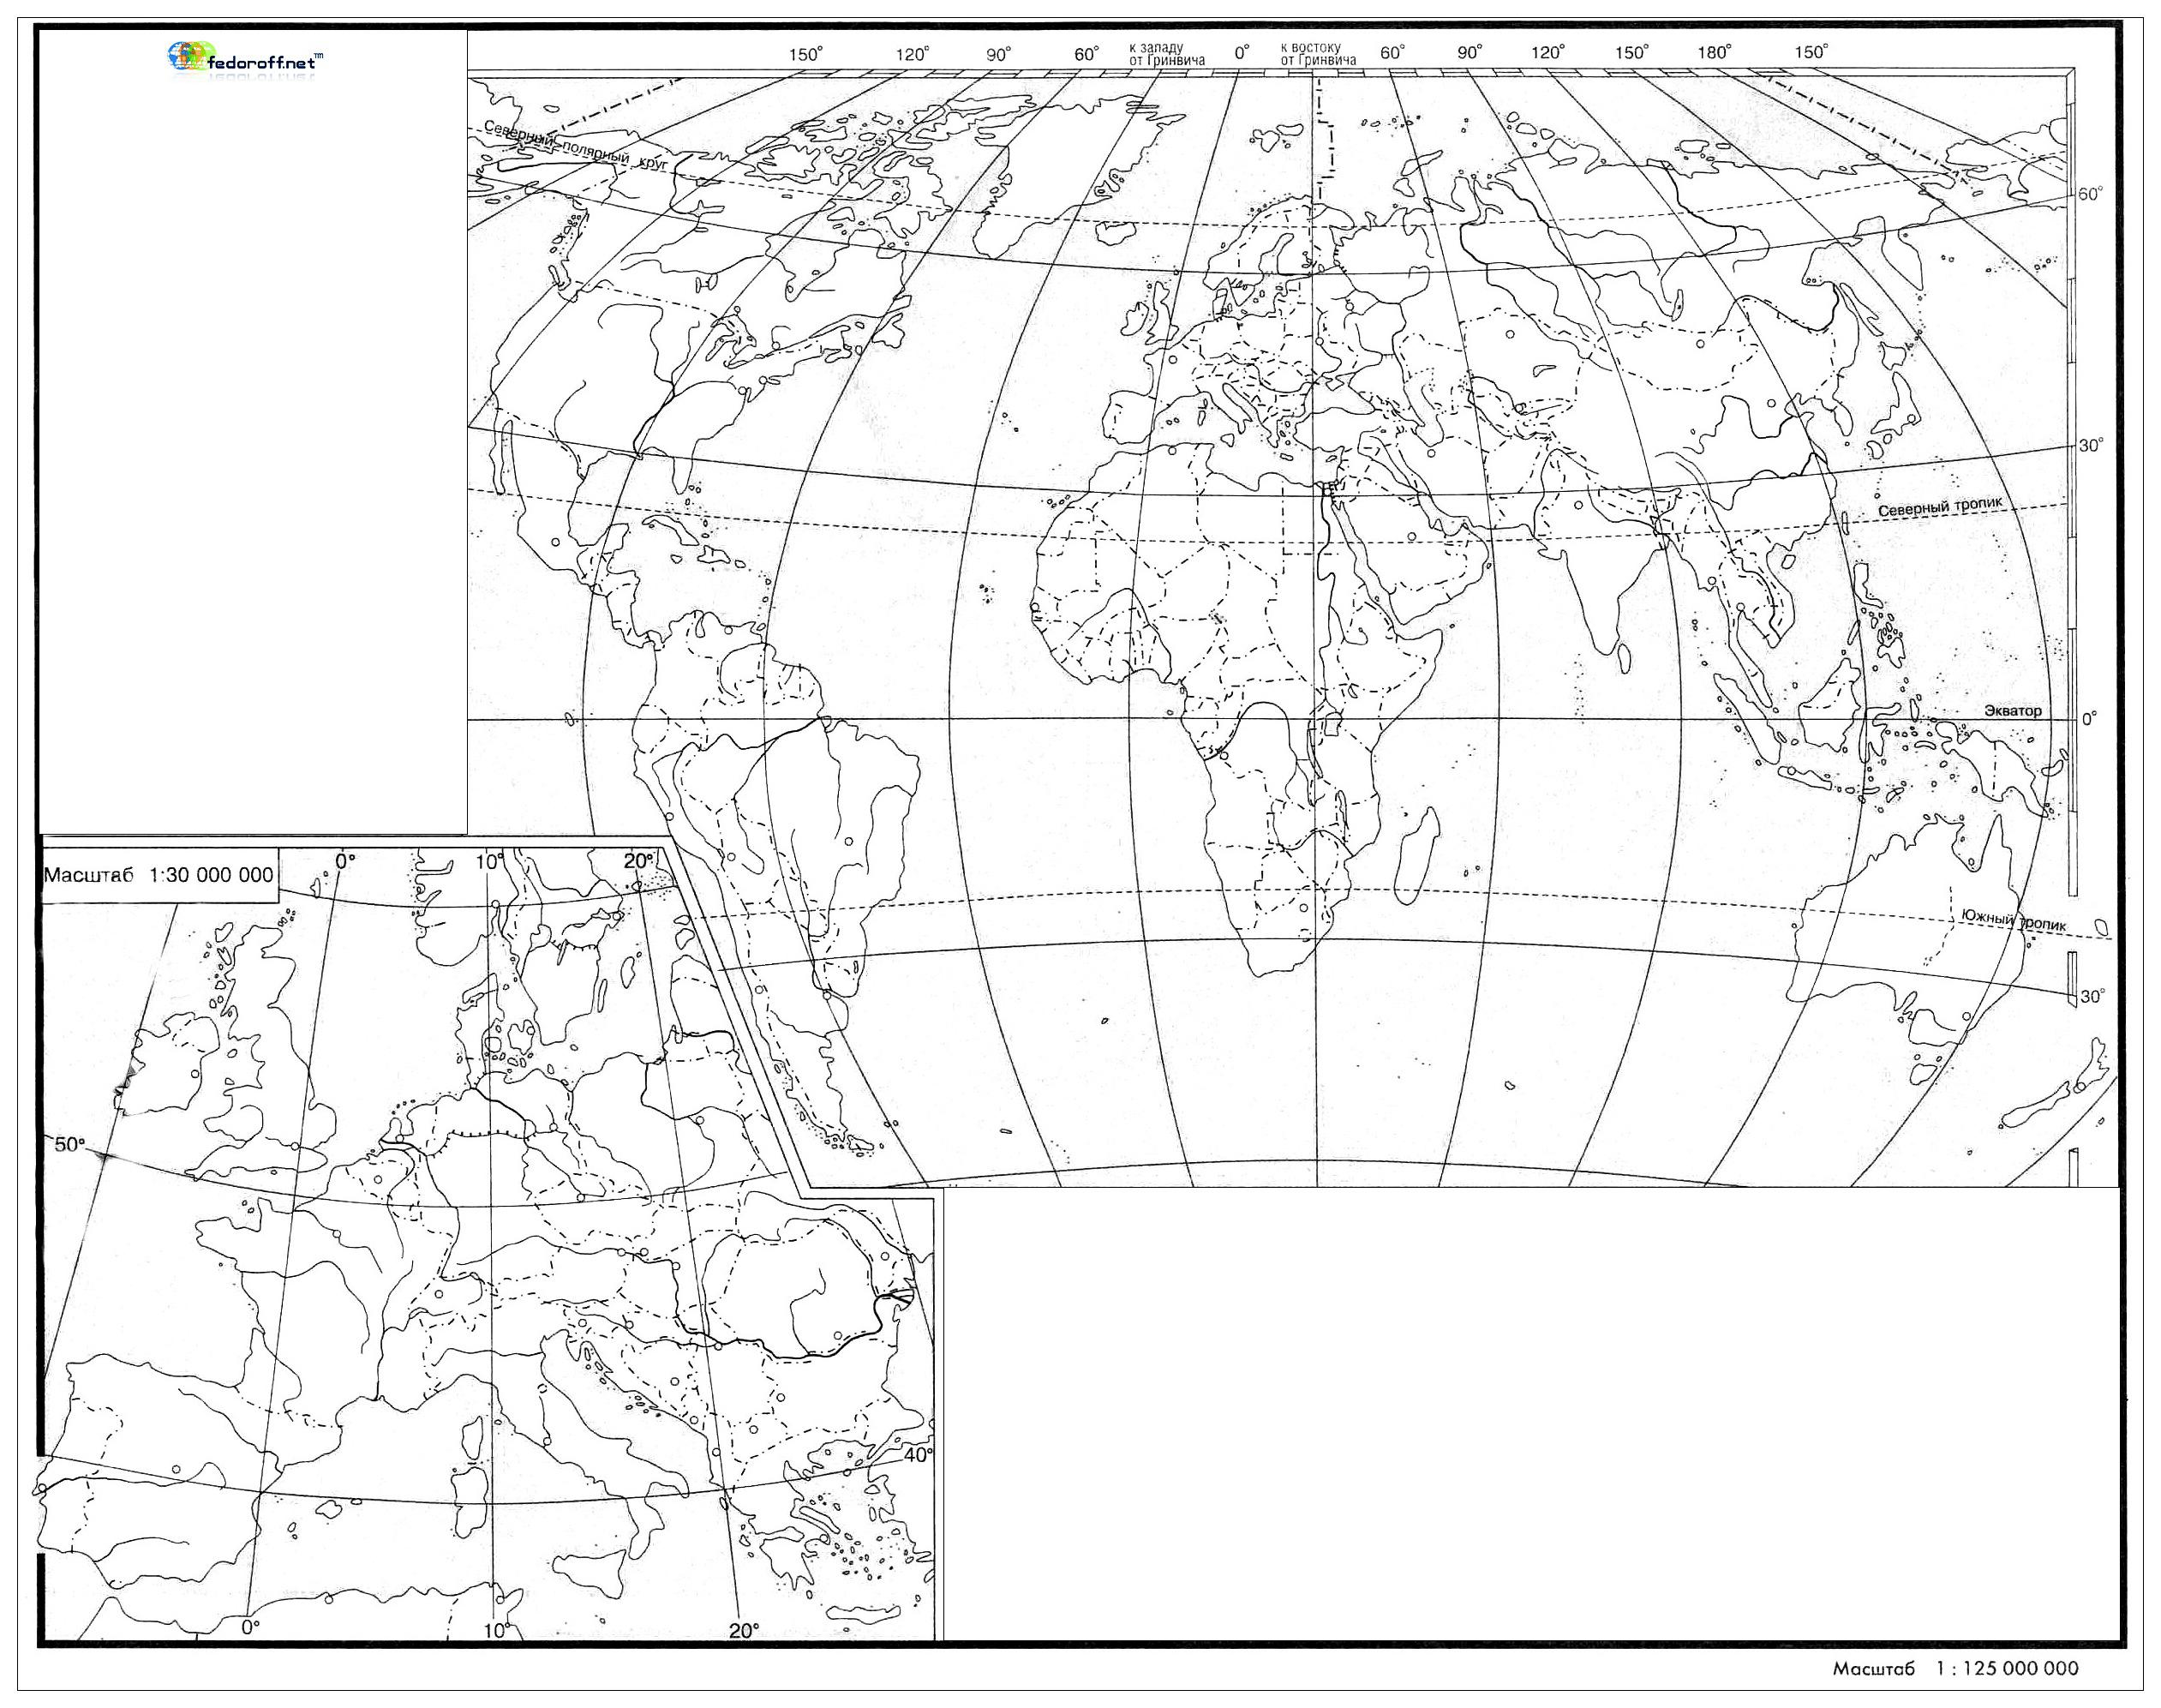 fedoroff.net™
150° 120° 90° 60° к западу от Гринвича 0° к востоку от Гринвича 60° 90° 120° 150° 180° 150°
Северный полярный круг
60°
30°
Северный тропик
Экватор
0°
0°
Южный тропик
30°
Масштаб 1:30 000 000
0° 10° 20°
50°
40°
0° 10° 20°
Масштаб 1 : 125 000 000